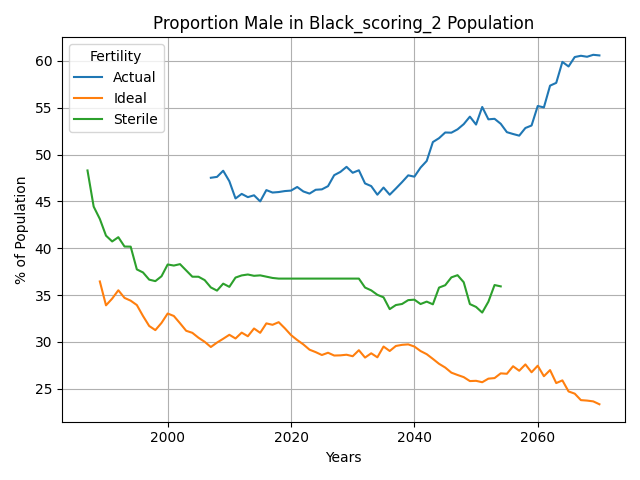 Proportion Male in Black_scoring_2 Population
Fertility
Actual
Ideal
Sterile
% of Population
60
55
50
45
40
35
30
25
2000
2020
2040
2060
Years